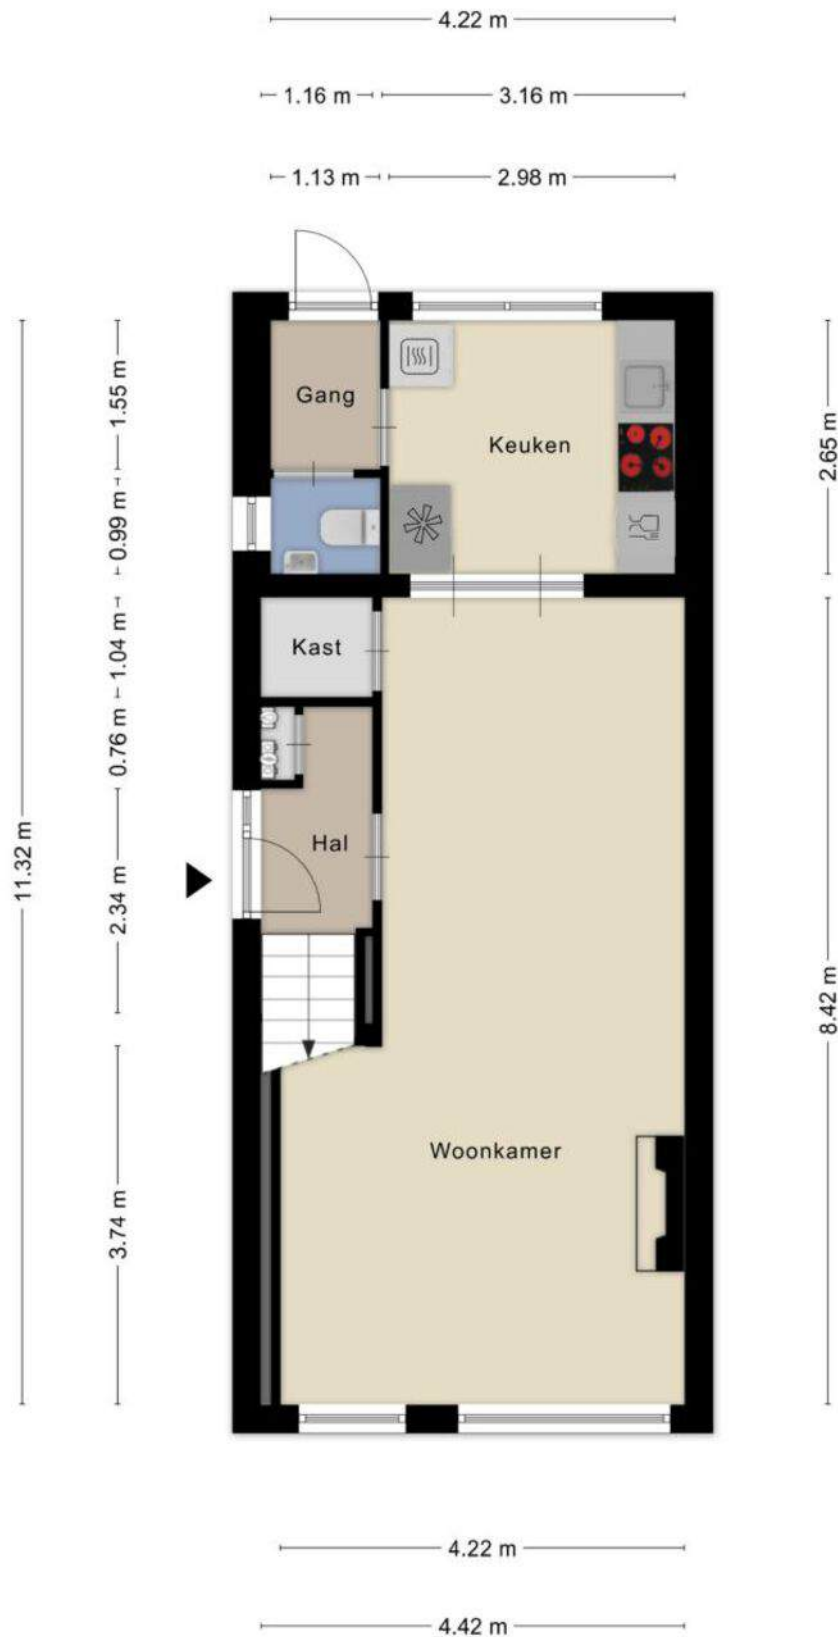 4.22 m
1.16 m
3.16 m
1.13 m
2.98 m
1.55 m
Gang
Keuken
2.65 m
0.99 m
1.04 m
Kast
0.76 m
Hal
11.32 m
2.34 m
8.42 m
Woonkamer
3.74 m
4.22 m
4.42 m